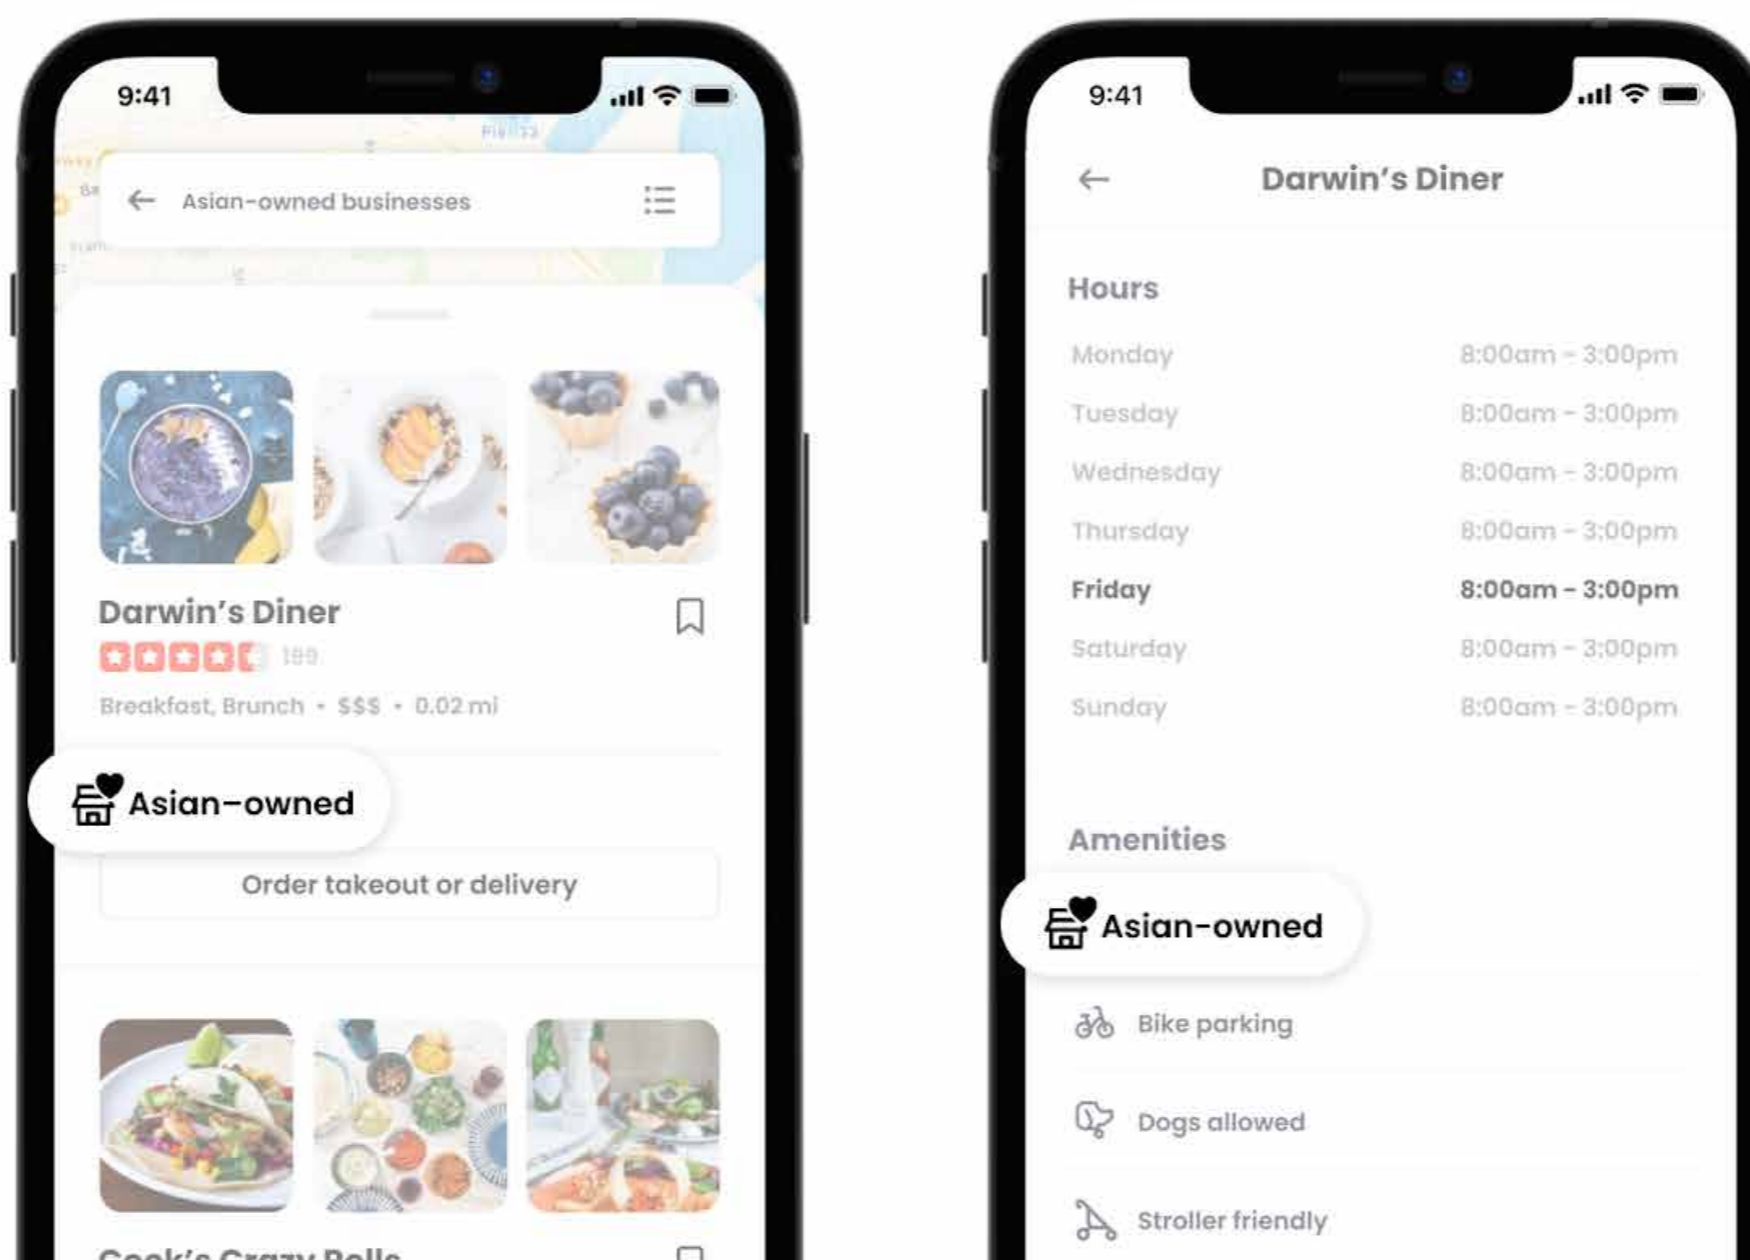 9:41
Pier 33
Asian-owned businesses
Darwin's Diner
Breakfast, Brunch • $$$ • 0.02 mi
Asian-owned
Order takeout or delivery
9:41
Darwin's Diner
Hours
Monday 8:00am - 3:00pm
Tuesday 8:00am - 3:00pm
Wednesday 8:00am - 3:00pm
Thursday 8:00am - 3:00pm
Friday 8:00am - 3:00pm
Saturday 8:00am - 3:00pm
Sunday 8:00am - 3:00pm
Amenities
Asian-owned
Bike parking
Dogs allowed
Stroller friendly